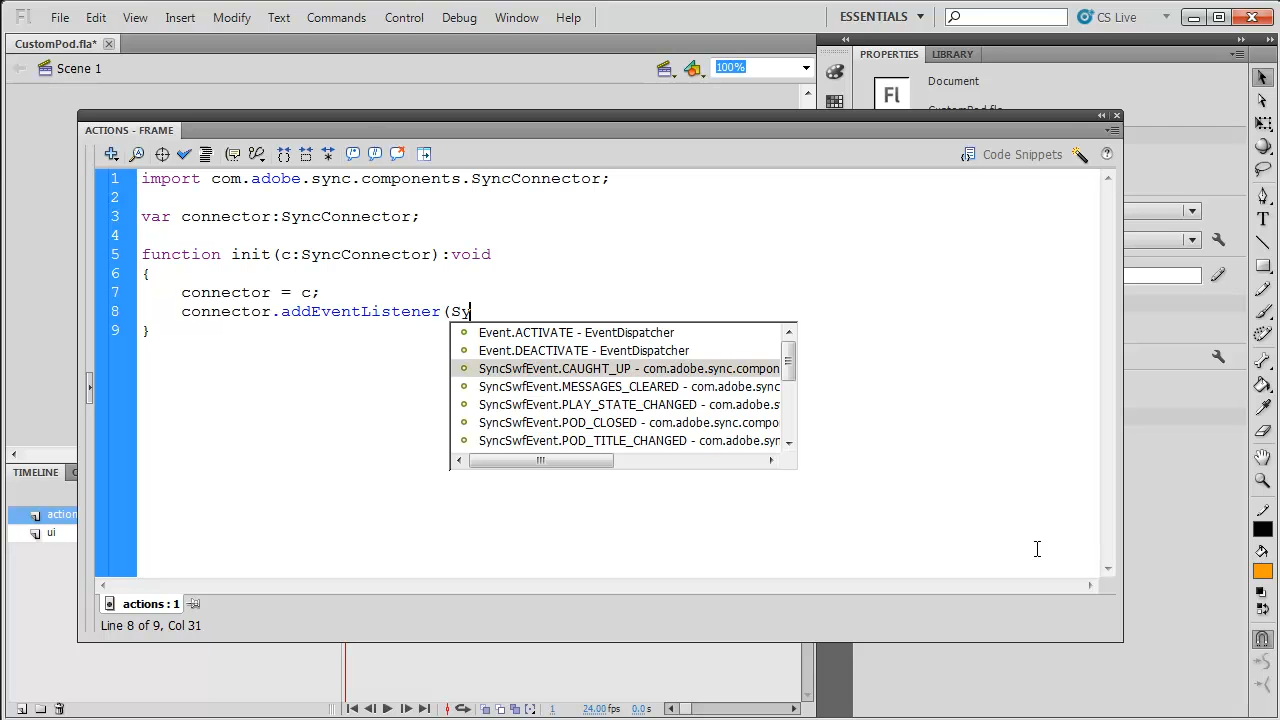 Fl File Edit View Insert Modify Text Commands Control Debug Window Help ESSENTIALS CS Live
CustomPod.fla*
PROPERTIES LIBRARY
Scene 1
100%
Document
Fl
ACTIONS - FRAME
Code Snippets
1 import com.adobe.sync.components.SyncConnector;
2
3 var connector:SyncConnector;
4
5 function init(c:SyncConnector):void
6 {
7 connector = c;
8 connector.addEventListener(Sy
9 }
Event.ACTIVATE - EventDispatcher
Event.DEACTIVATE - EventDispatcher
SyncSwfEvent.CAUGHT_UP - com.adobe.sync.compon
SyncSwfEvent.MESSAGES_CLEARED - com.adobe.sync
SyncSwfEvent.PLAY_STATE_CHANGED - com.adobe.s
SyncSwfEvent.POD_CLOSED - com.adobe.sync.compo
SyncSwfEvent.POD_TITLE_CHANGED - com.adobe.syn
TIMELINE
action
ui
actions : 1
Line 8 of 9, Col 31
1 24.00fps 0.0s